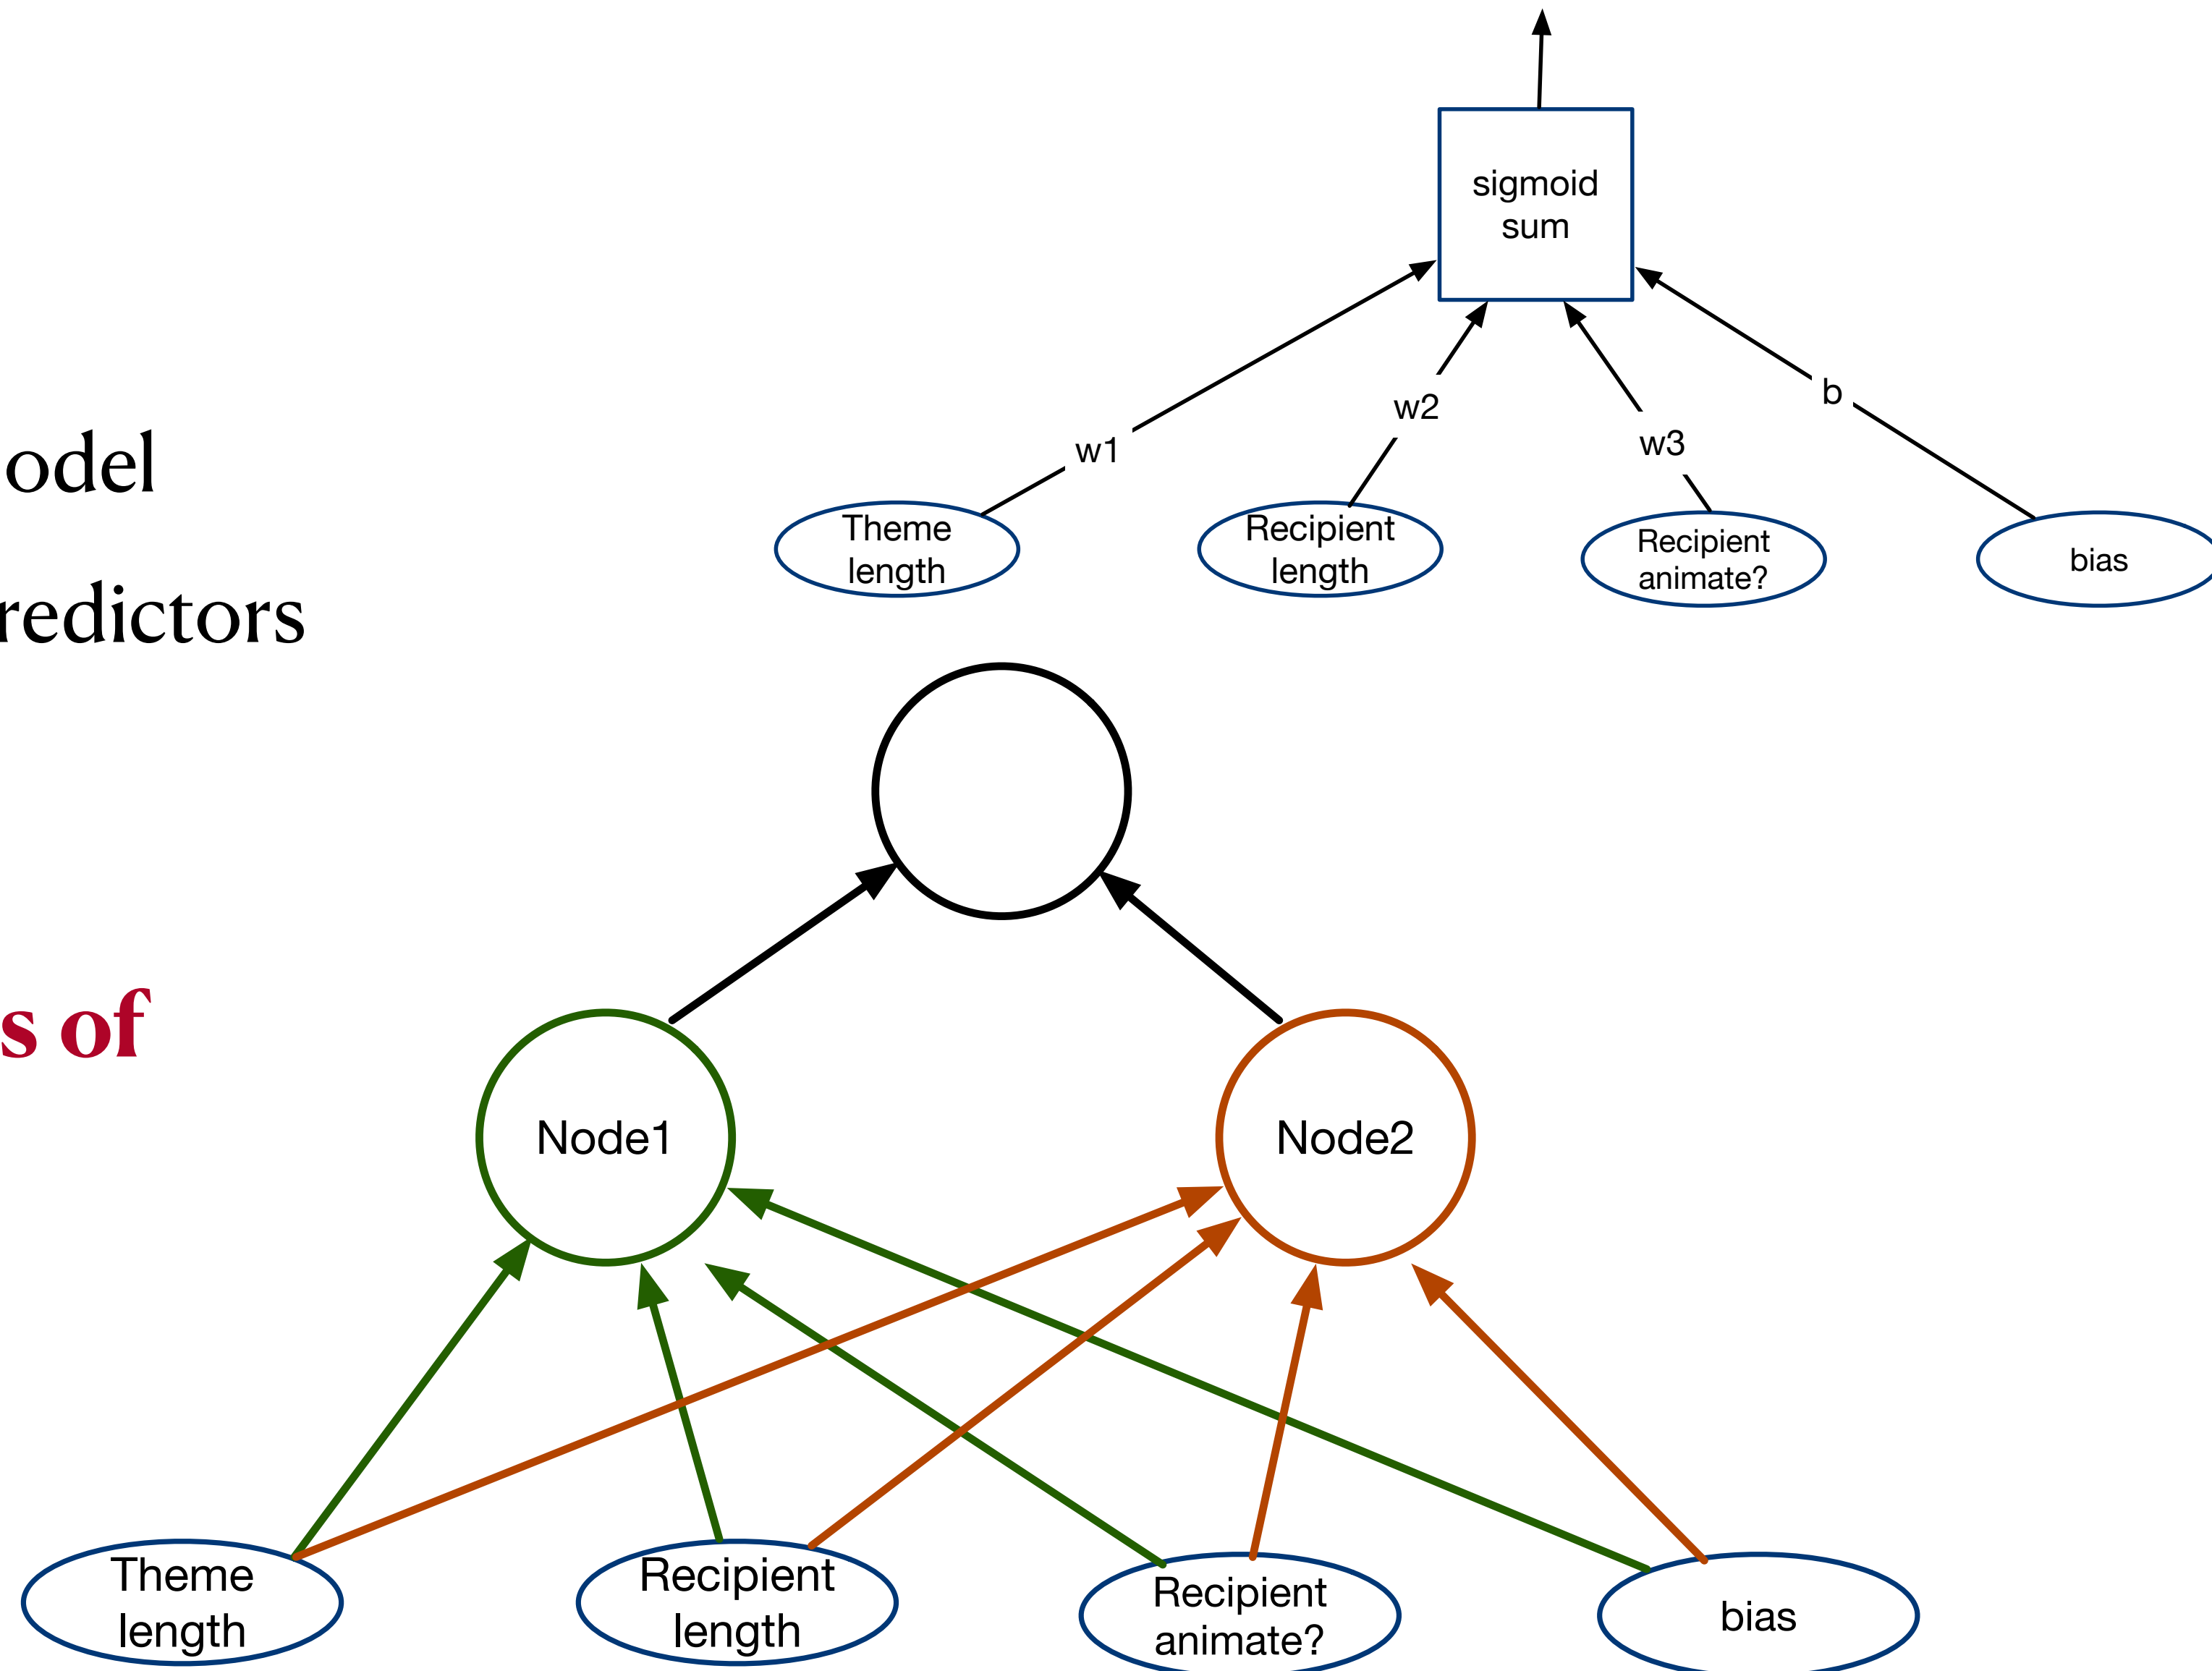 sigmoid
sum
w1
w2
w3
b
Theme
length
Recipient
length
Recipient
animate?
bias
odel
redictors
s of
Node1
Node2
Theme
length
Recipient
length
Recipient
animate?
bias